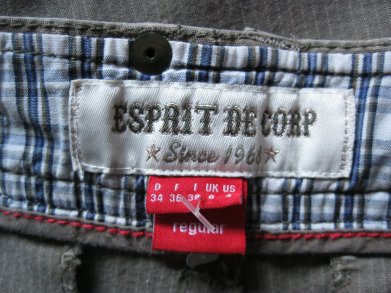 ESPRIT DE CORP
Since 1968
D F I UK US
34 36 38
regular